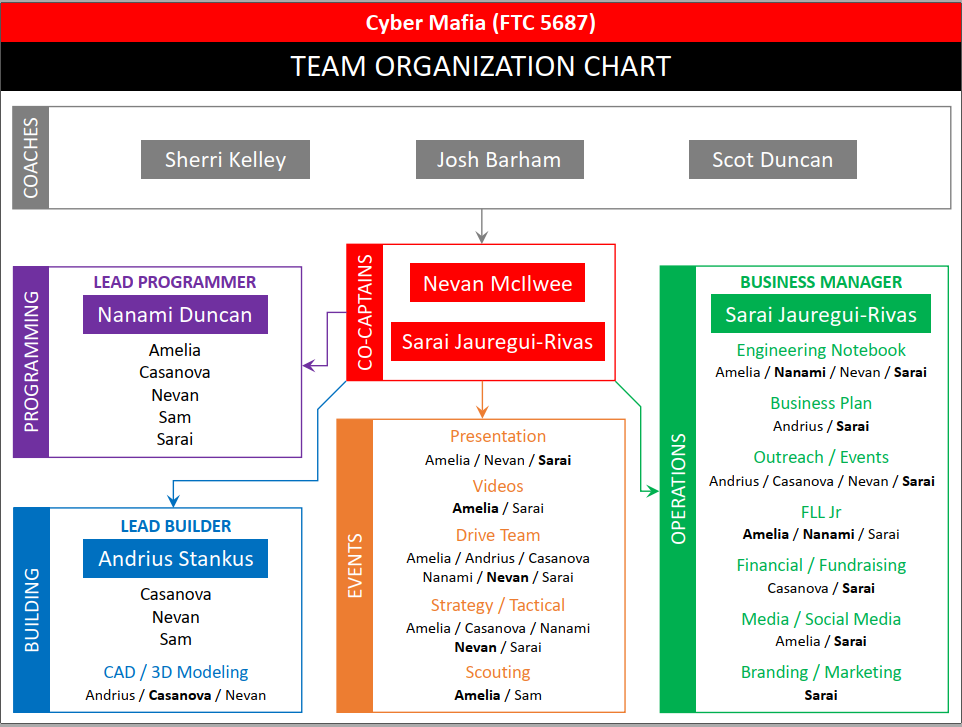 Cyber Mafia (FTC 5687)
TEAM ORGANIZATION CHART
COACHES
Sherri Kelley
Josh Barham
Scot Duncan
CO-CAPTAINS
Nevan McIlwee
Sarai Jauregui-Rivas
PROGRAMMING
LEAD PROGRAMMER
Nanami Duncan
Amelia
Casanova
Nevan
Sam
Sarai
BUILDING
LEAD BUILDER
Andrius Stankus
Casanova
Nevan
Sam
CAD / 3D Modeling
Andrius / Casanova / Nevan
EVENTS
Presentation
Amelia / Nevan / Sarai
Videos
Amelia / Sarai
Drive Team
Amelia / Andrius / Casanova
Nanami / Nevan / Sarai
Strategy / Tactical
Amelia / Casanova / Nanami
Nevan / Sarai
Scouting
Amelia / Sam
OPERATIONS
BUSINESS MANAGER
Sarai Jauregui-Rivas
Engineering Notebook
Amelia / Nanami / Nevan / Sarai
Business Plan
Andrius / Sarai
Outreach / Events
Andrius / Casanova / Nevan / Sarai
FLL Jr
Amelia / Nanami / Sarai
Financial / Fundraising
Casanova / Sarai
Media / Social Media
Amelia / Sarai
Branding / Marketing
Sarai